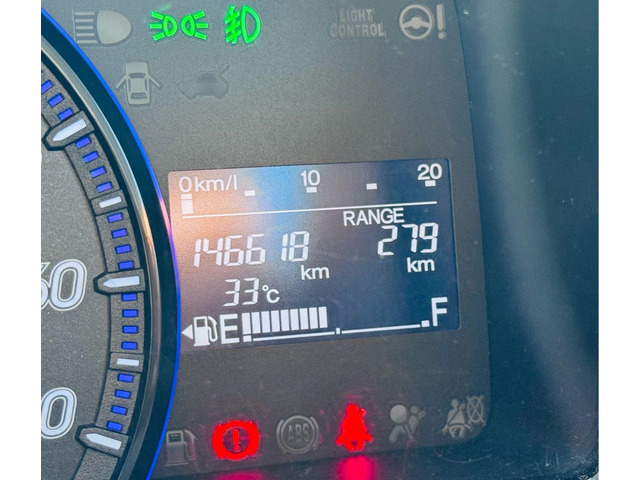 LIGHT
CONTROL
0km/l 10 20
RANGE
146618 km 279 km
33°c
E F
ABS